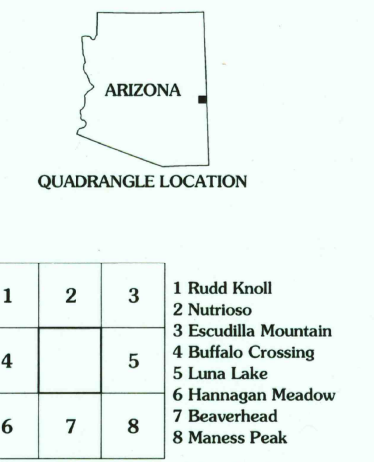 ARIZONA
QUADRANGLE LOCATION
1 2 3
4 5
6 7 8
1 Rudd Knoll
2 Nutrioso
3 Escudilla Mountain
4 Buffalo Crossing
5 Luna Lake
6 Hannagan Meadow
7 Beaverhead
8 Maness Peak